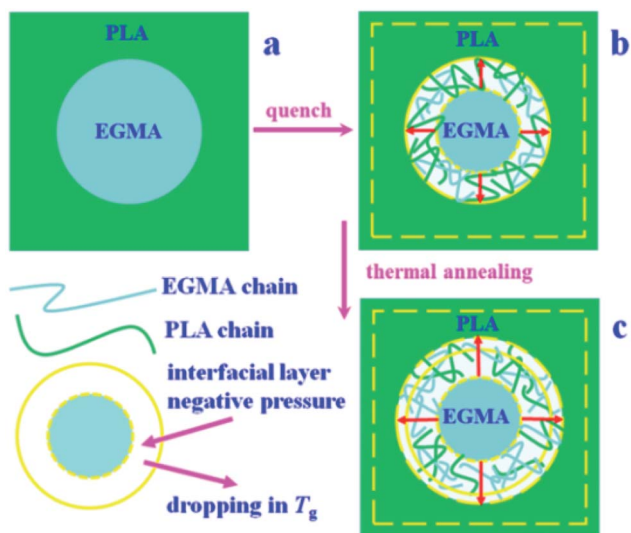 PLA
a
EGMA
quench
PLA
b
EGMA
thermal annealing
EGMA chain
PLA chain
interfacial layer
negative pressure
dropping in Tg
PLA
c
EGMA